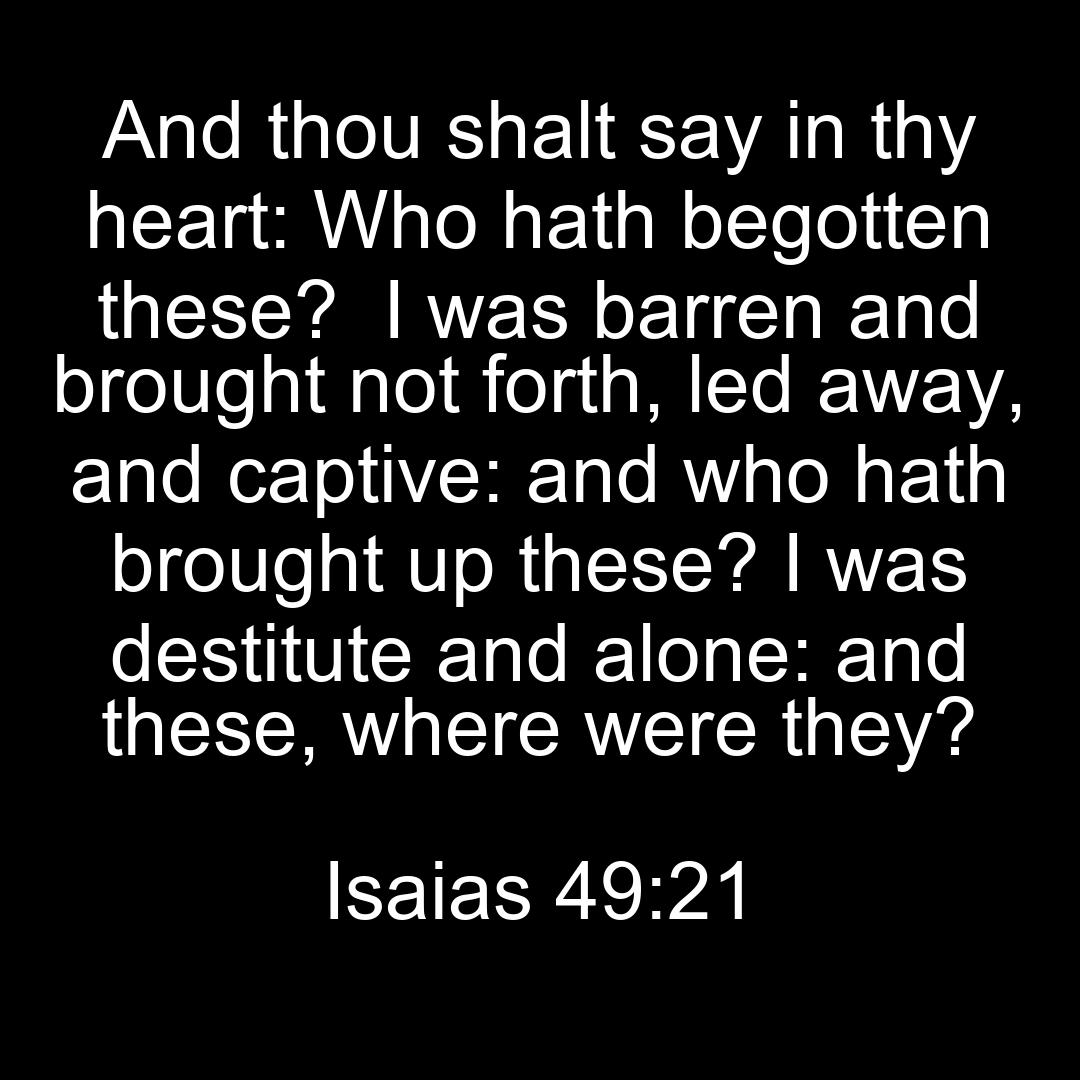 And thou shalt say in thy
heart: Who hath begotten
these?  I was barren and
brought not forth, led away,
and captive: and who hath
brought up these? I was
destitute and alone: and
these, where were they?
Isaias 49:21